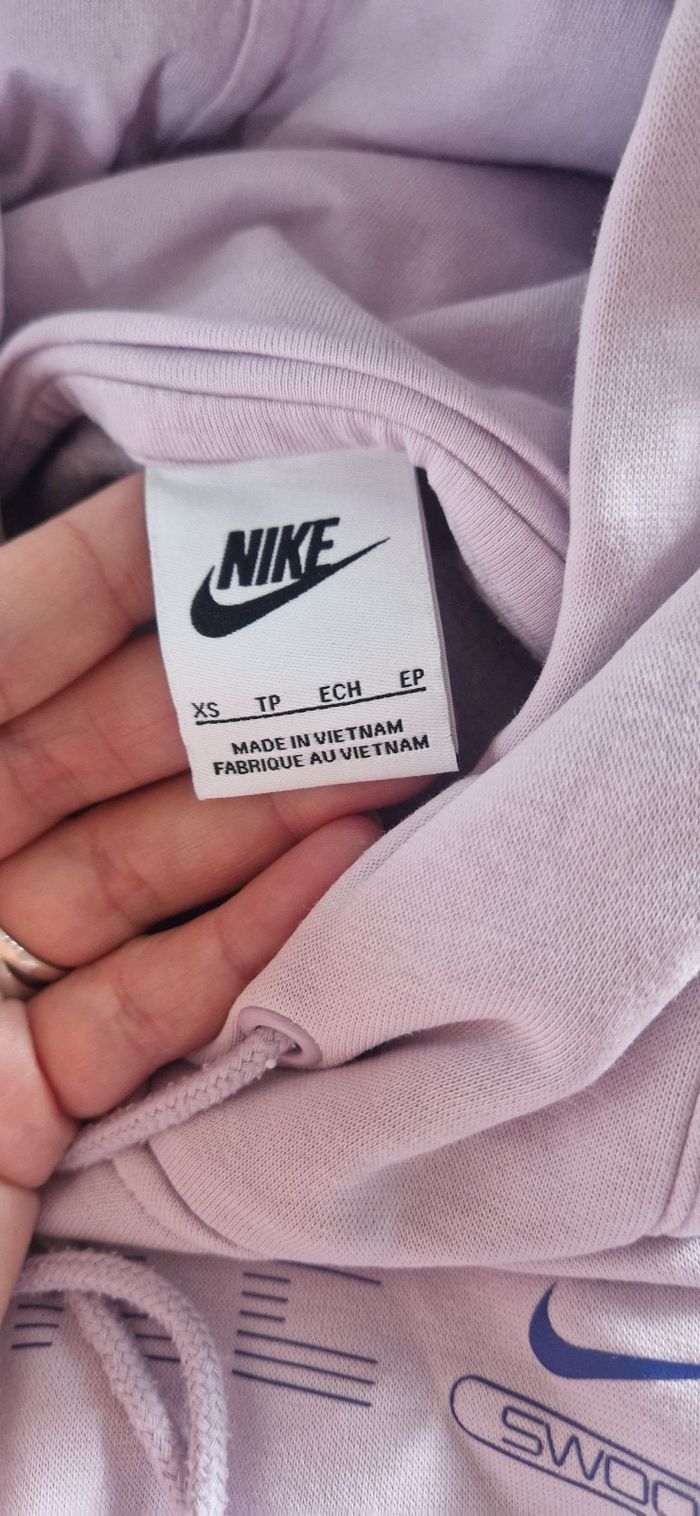 NIKE
XS TP ECH EP
MADE IN VIETNAM
FABRIQUE AU VIETNAM